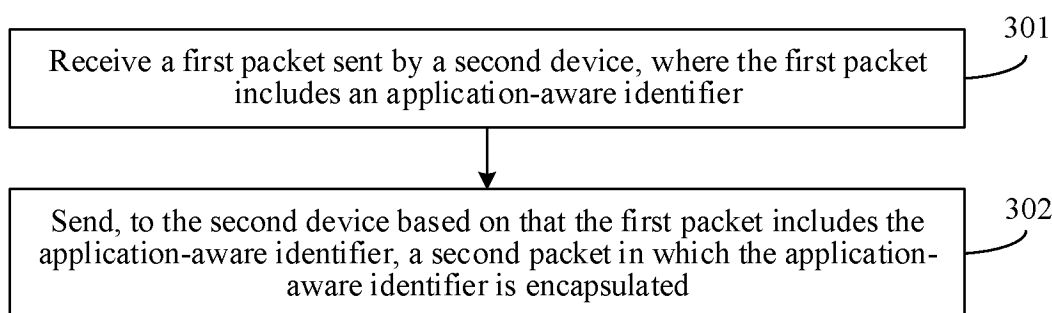 301
Receive a first packet sent by a second device, where the first packet
includes an application-aware identifier
302
Send, to the second device based on that the first packet includes the
application-aware identifier, a second packet in which the application-
aware identifier is encapsulated